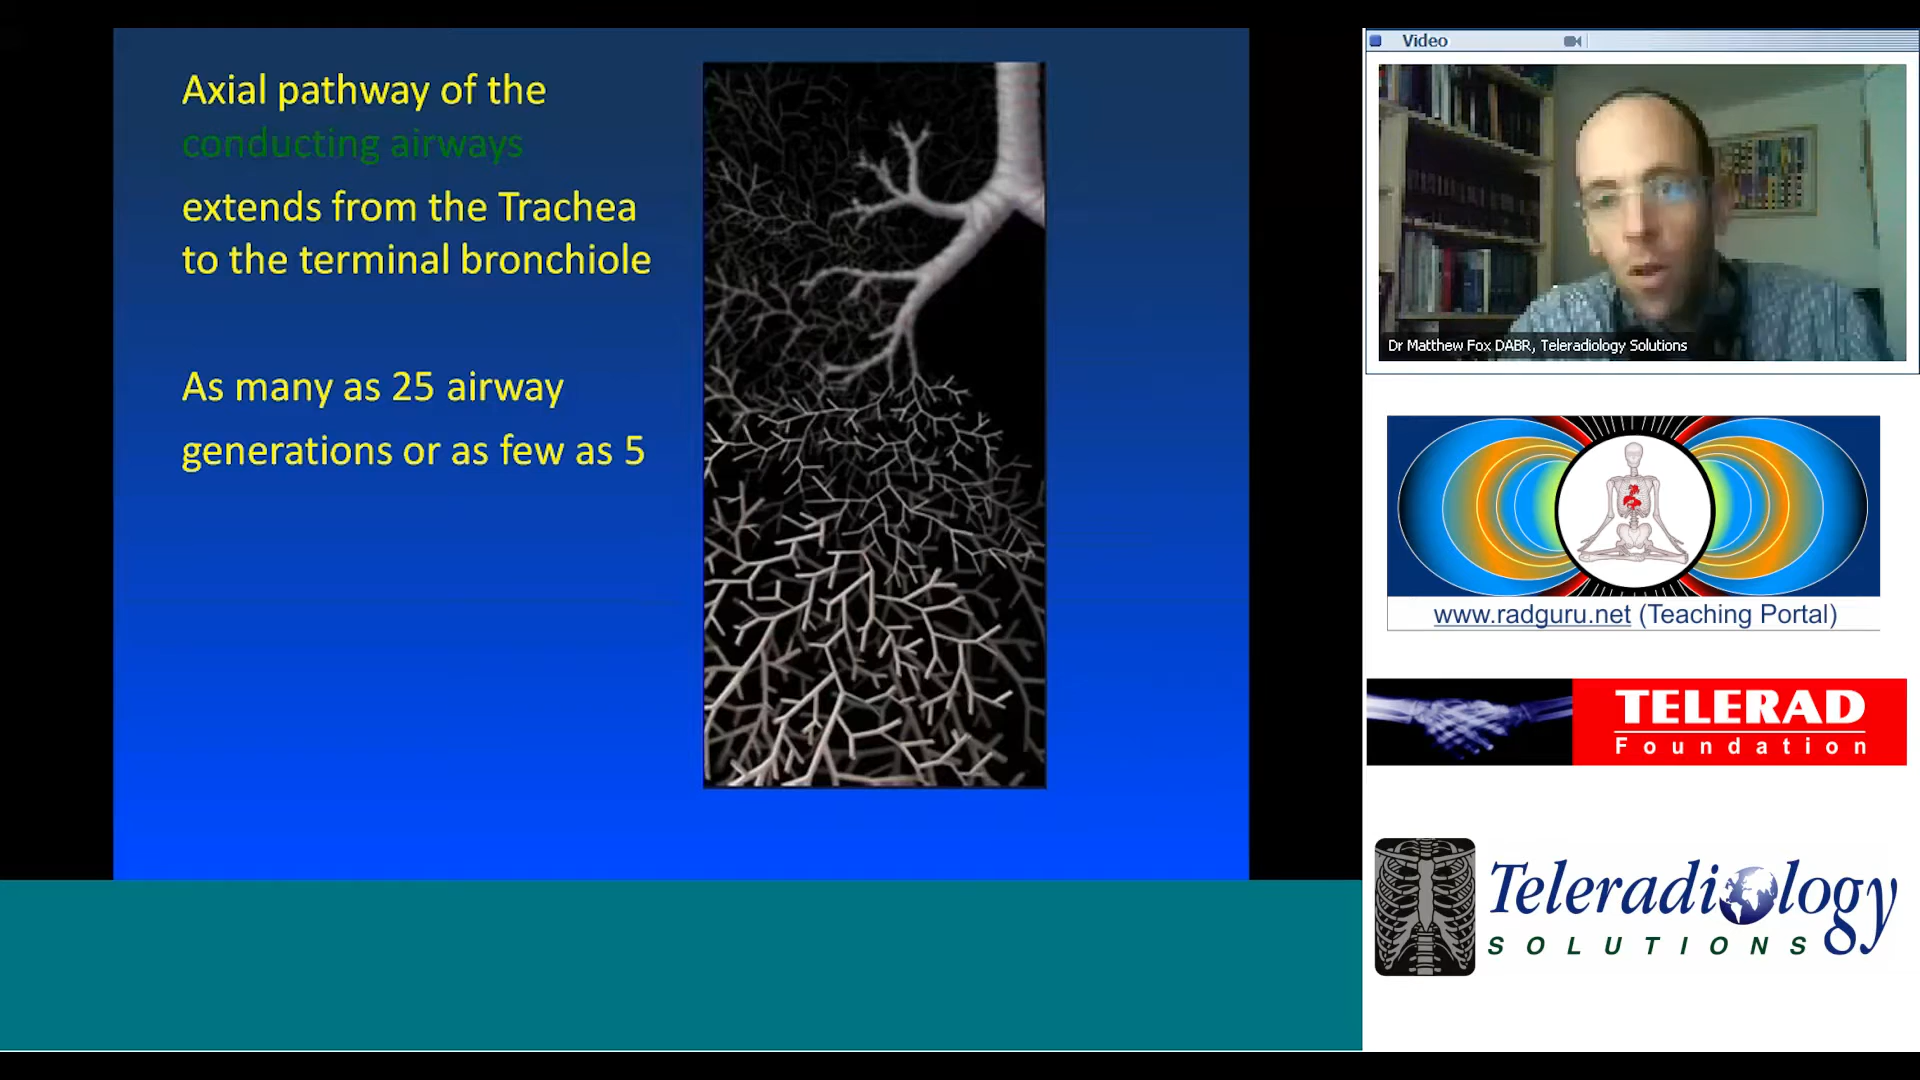 Axial pathway of the
conducting airways
extends from the Trachea
to the terminal bronchiole
As many as 25 airway
generations or as few as 5
Video
Dr Matthew Fox DABR, Teleradiology Solutions
www.radguru.net (Teaching Portal)
TELERAD
Foundation
Teleradiology
SOLUTIONS